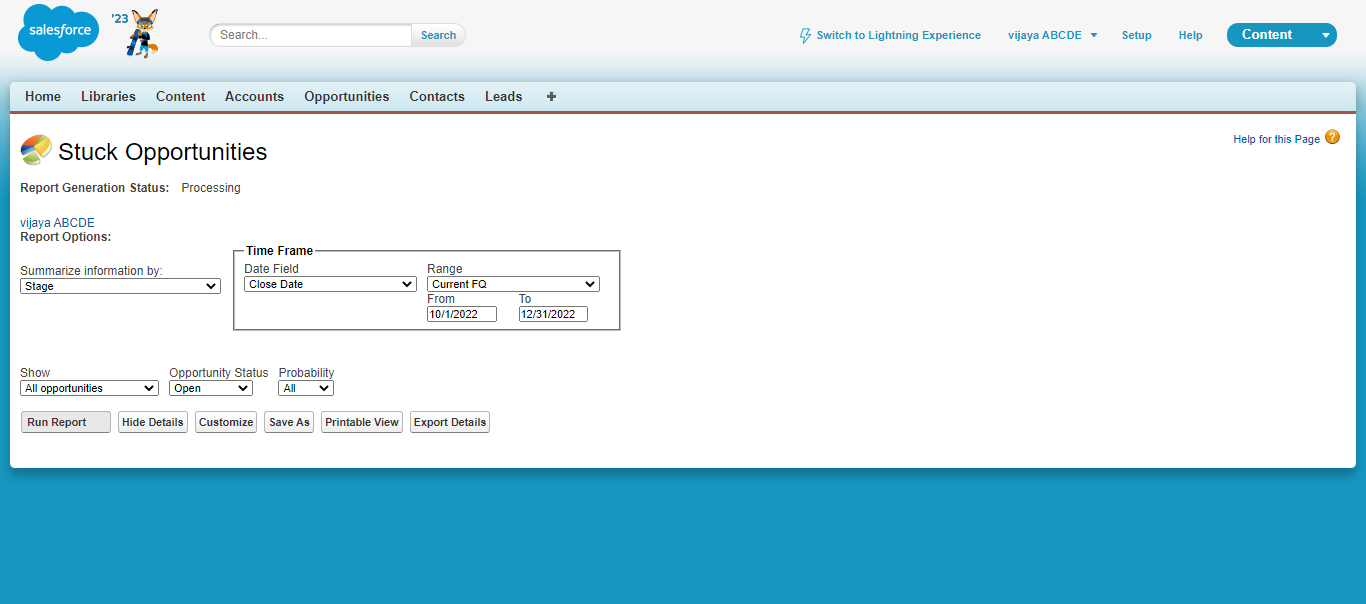 salesforce
'23
Search...
Search
Switch to Lightning Experience
vijaya ABCDE
Setup
Help
Content
Home
Libraries
Content
Accounts
Opportunities
Contacts
Leads
+
Stuck Opportunities
Help for this Page ?
Report Generation Status: Processing
vijaya ABCDE
Report Options:
Summarize information by:
Stage
Time Frame
Date Field
Close Date
Range
Current FQ
From
To
10/1/2022
12/31/2022
Show
Opportunity Status
Probability
All opportunities
Open
All
Run Report
Hide Details
Customize
Save As
Printable View
Export Details